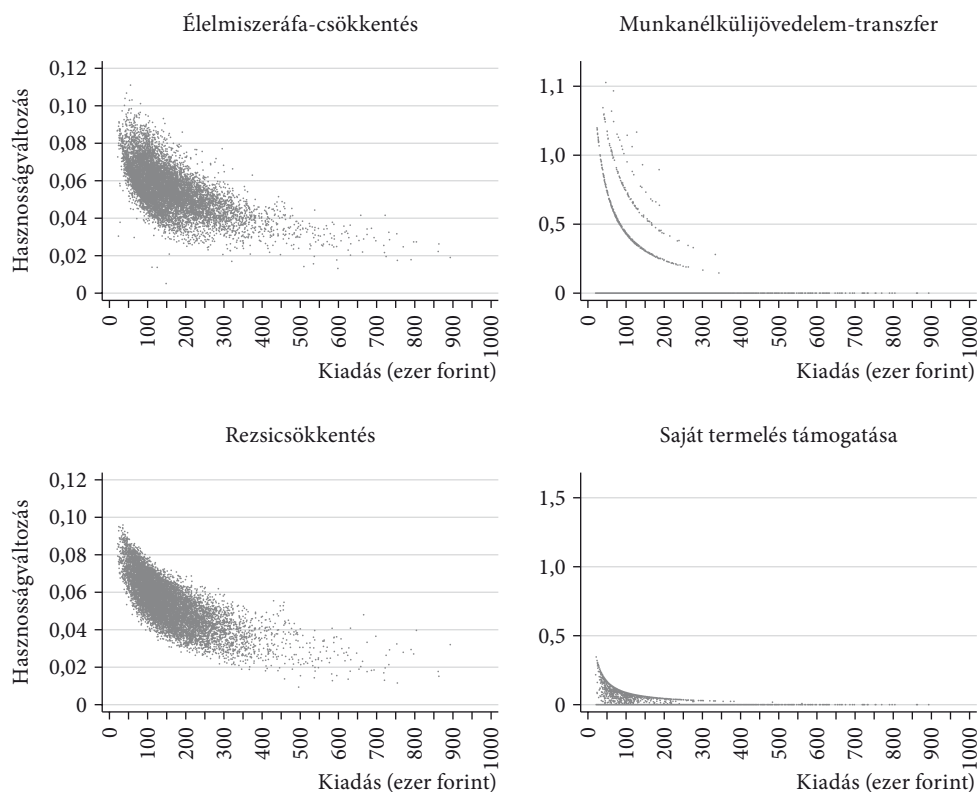 Élelmiszeráfa-csökkentés
Hasznosságváltozás
0,12
0,10
0,08
0,06
0,04
0,02
0
0 100 200 300 400 500 600 700 800 900 1000
Kiadás (ezer forint)
Munkanélkülijövedelem-transzfer
1,1
1,0
0,5
0
0 100 200 300 400 500 600 700 800 900 1000
Kiadás (ezer forint)
Rezsicsökkentés
Hasznosságváltozás
0,12
0,10
0,08
0,06
0,04
0,02
0
0 100 200 300 400 500 600 700 800 900 1000
Kiadás (ezer forint)
Saját termelés támogatása
1,5
1,0
0,5
0
0 100 200 300 400 500 600 700 800 900 1000
Kiadás (ezer forint)